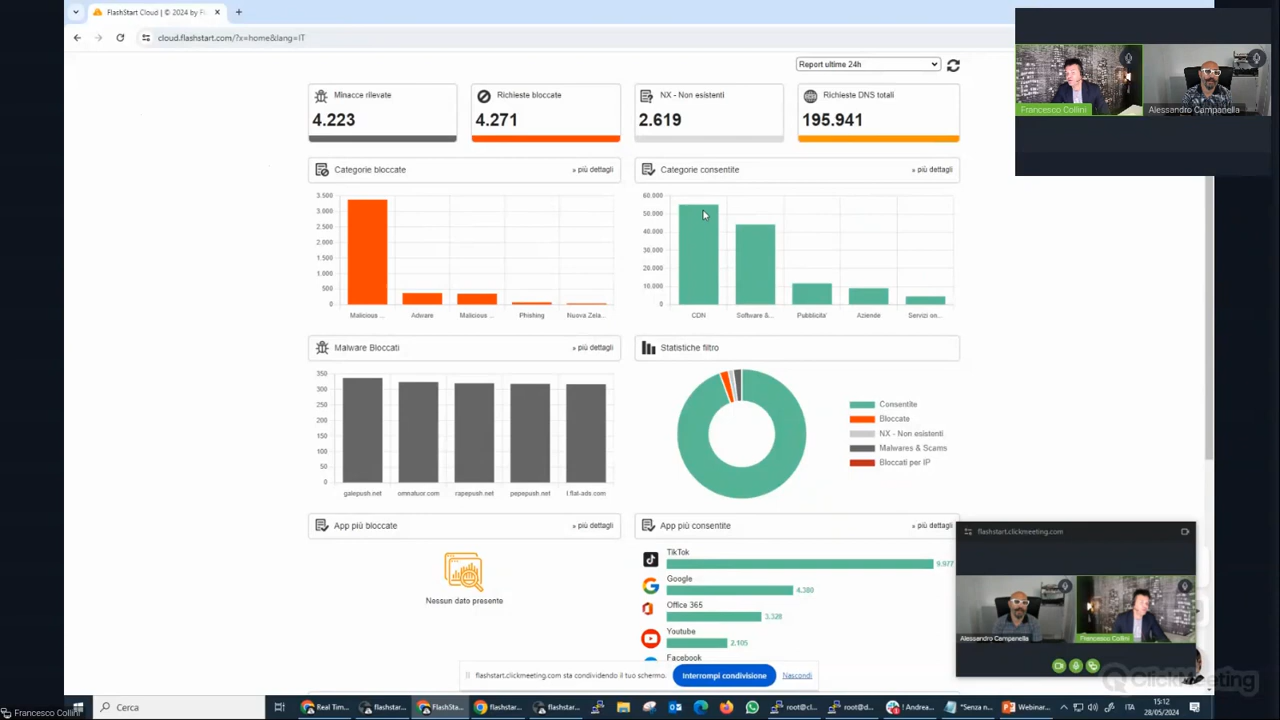 FlashStart Cloud | © 2024 by F
cloud.flashstart.com/?x=home&lang=IT
Report ultime 24h
Francesco Collini
Alessandro Campanella
Minacce rilevate
4.223
Richieste bloccate
4.271
NX - Non esistenti
2.619
Richieste DNS totali
195.941
Categorie bloccate
» più dettagli
Categorie consentite
» più dettagli
3.500
3.000
2.500
2.000
1.500
1.000
500
0
Malicious ...
Adware
Malicious ...
Phishing
Nuova Zela...
60.000
50.000
40.000
30.000
20.000
10.000
0
CDN
Software &...
Pubblicita'
Aziende
Servizi on...
Malware Bloccati
» più dettagli
Statistiche filtro
350
300
250
200
150
100
50
0
galepush.net
omnatuor.com
rapepush.net
pepepush.net
l.flat-ads.com
Consentite
Bloccate
NX - Non esistenti
Malwares & Scams
Bloccati per IP
App più bloccate
» più dettagli
App più consentite
» più dettagli
Nessun dato presente
TikTok
9.977
Google
4.380
Office 365
3.328
Youtube
2.105
Facebook
flashstart.clickmeeting.com
Alessandro Campanella
Francesco Collini
flashstart.clickmeeting.com sta condividendo il tuo schermo.
Interrompi condivisione
Nascondi
ClickMeeting
Francesco Collini
Cerca
Real Tim...
flashstar...
FlashSta...
flashstar...
flashstar...
root@cl...
root@d...
! Andrea...
*Senza n...
Webinar...
ITA
15:12
28/05/2024